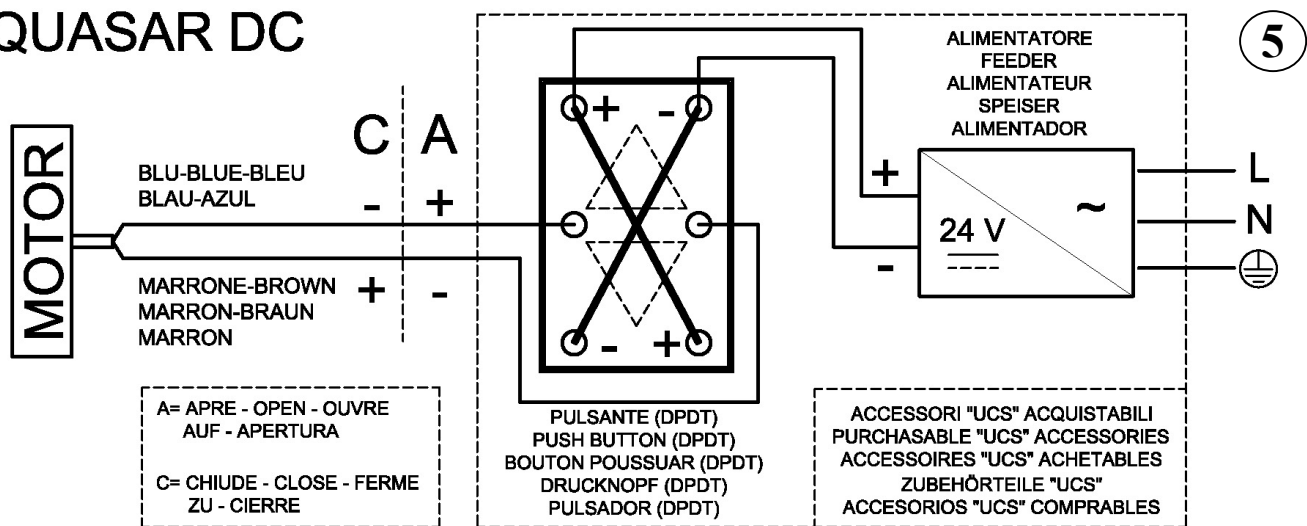 QUASAR DC
5
MOTOR
C A
BLU-BLUE-BLEU
BLAU-AZUL
- +
MARRONE-BROWN
MARRON-BRAUN
MARRON
+ -
A= APRE - OPEN - OUVRE
AUF - APERTURA
C= CHIUDE - CLOSE - FERME
ZU - CIERRE
+ -
- +
PULSANTE (DPDT)
PUSH BUTTON (DPDT)
BOUTON POUSSUAR (DPDT)
DRUCKNOPF (DPDT)
PULSADOR (DPDT)
ALIMENTATORE
FEEDER
ALIMENTATEUR
SPEISER
ALIMENTADOR
+
-
24 V
~
L
N
ACCESSORI "UCS" ACQUISTABILI
PURCHASABLE "UCS" ACCESSORIES
ACCESSOIRES "UCS" ACHETABLES
ZUBEHÖRTEILE "UCS"
ACCESORIOS "UCS" COMPRABLES